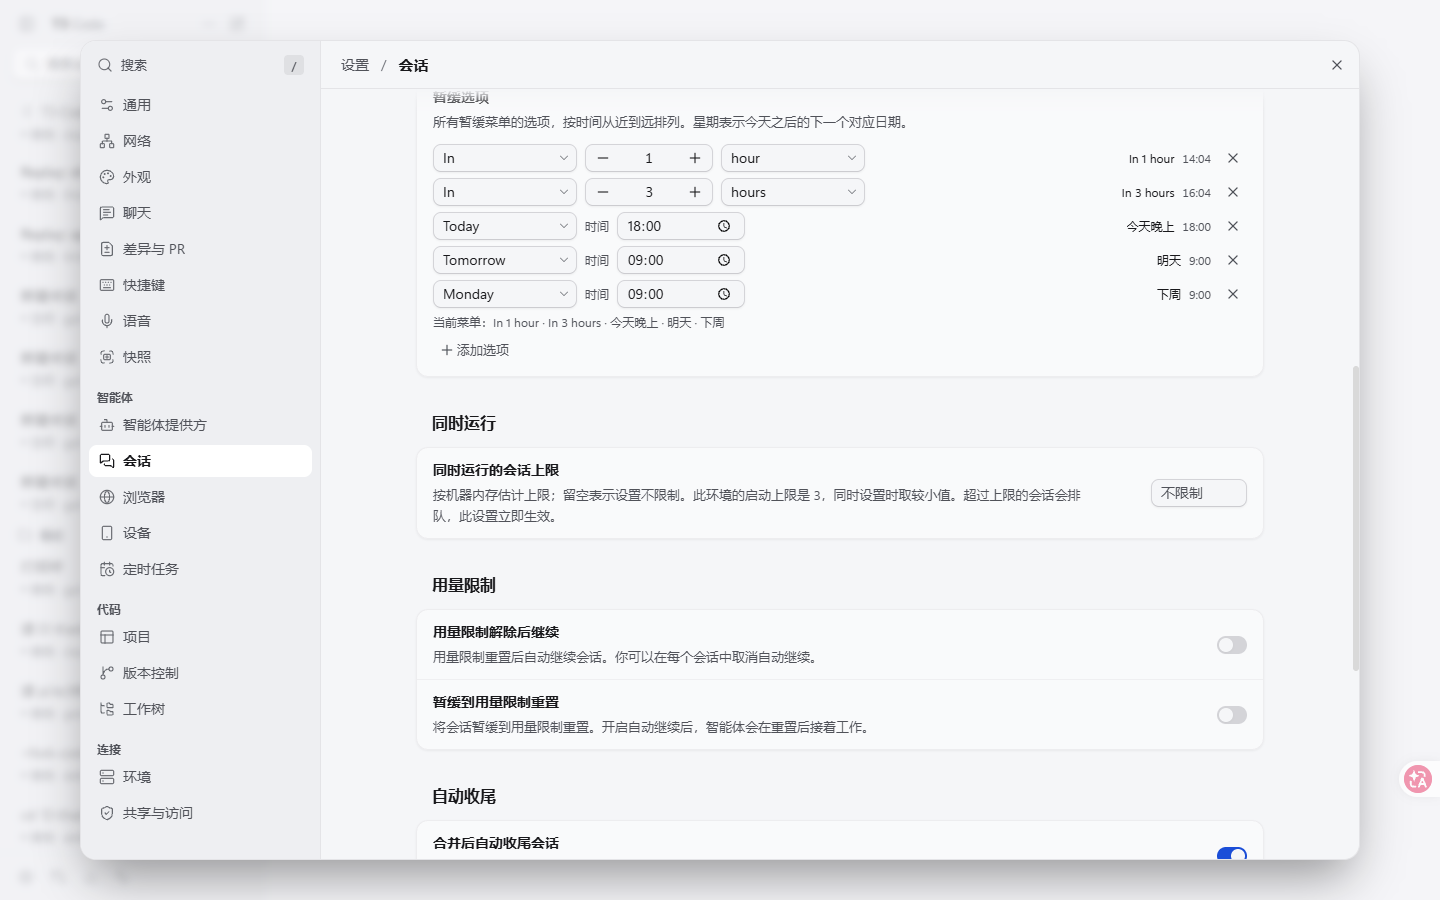 搜索
/
通用
网络
外观
聊天
差异与 PR
快捷键
语音
快照
智能体
智能体提供方
会话
浏览器
设备
定时任务
代码
项目
版本控制
工作树
连接
环境
共享与访问
设置 / 会话
暂缓选项
所有暂缓菜单的选项，按时间从近到远排列。星期表示今天之后的下一个对应日期。
In 1 hour In 1 hour 14:04
In 3 hours In 3 hours 16:04
Today 时间 18:00 今天晚上 18:00
Tomorrow 时间 09:00 明天 9:00
Monday 时间 09:00 下周 9:00
当前菜单：In 1 hour · In 3 hours · 今天晚上 · 明天 · 下周
添加选项
同时运行
同时运行的会话上限
按机器内存估计上限；留空表示设置不限制。此环境的启动上限是 3，同时设置时取较小值。超过上限的会话会排
队，此设置立即生效。
不限制
用量限制
用量限制解除后继续
用量限制重置后自动继续会话。你可以在每个会话中取消自动继续。
暂缓到用量限制重置
将会话暂缓到用量限制重置。开启自动继续后，智能体会在重置后接着工作。
自动收尾
合并后自动收尾会话